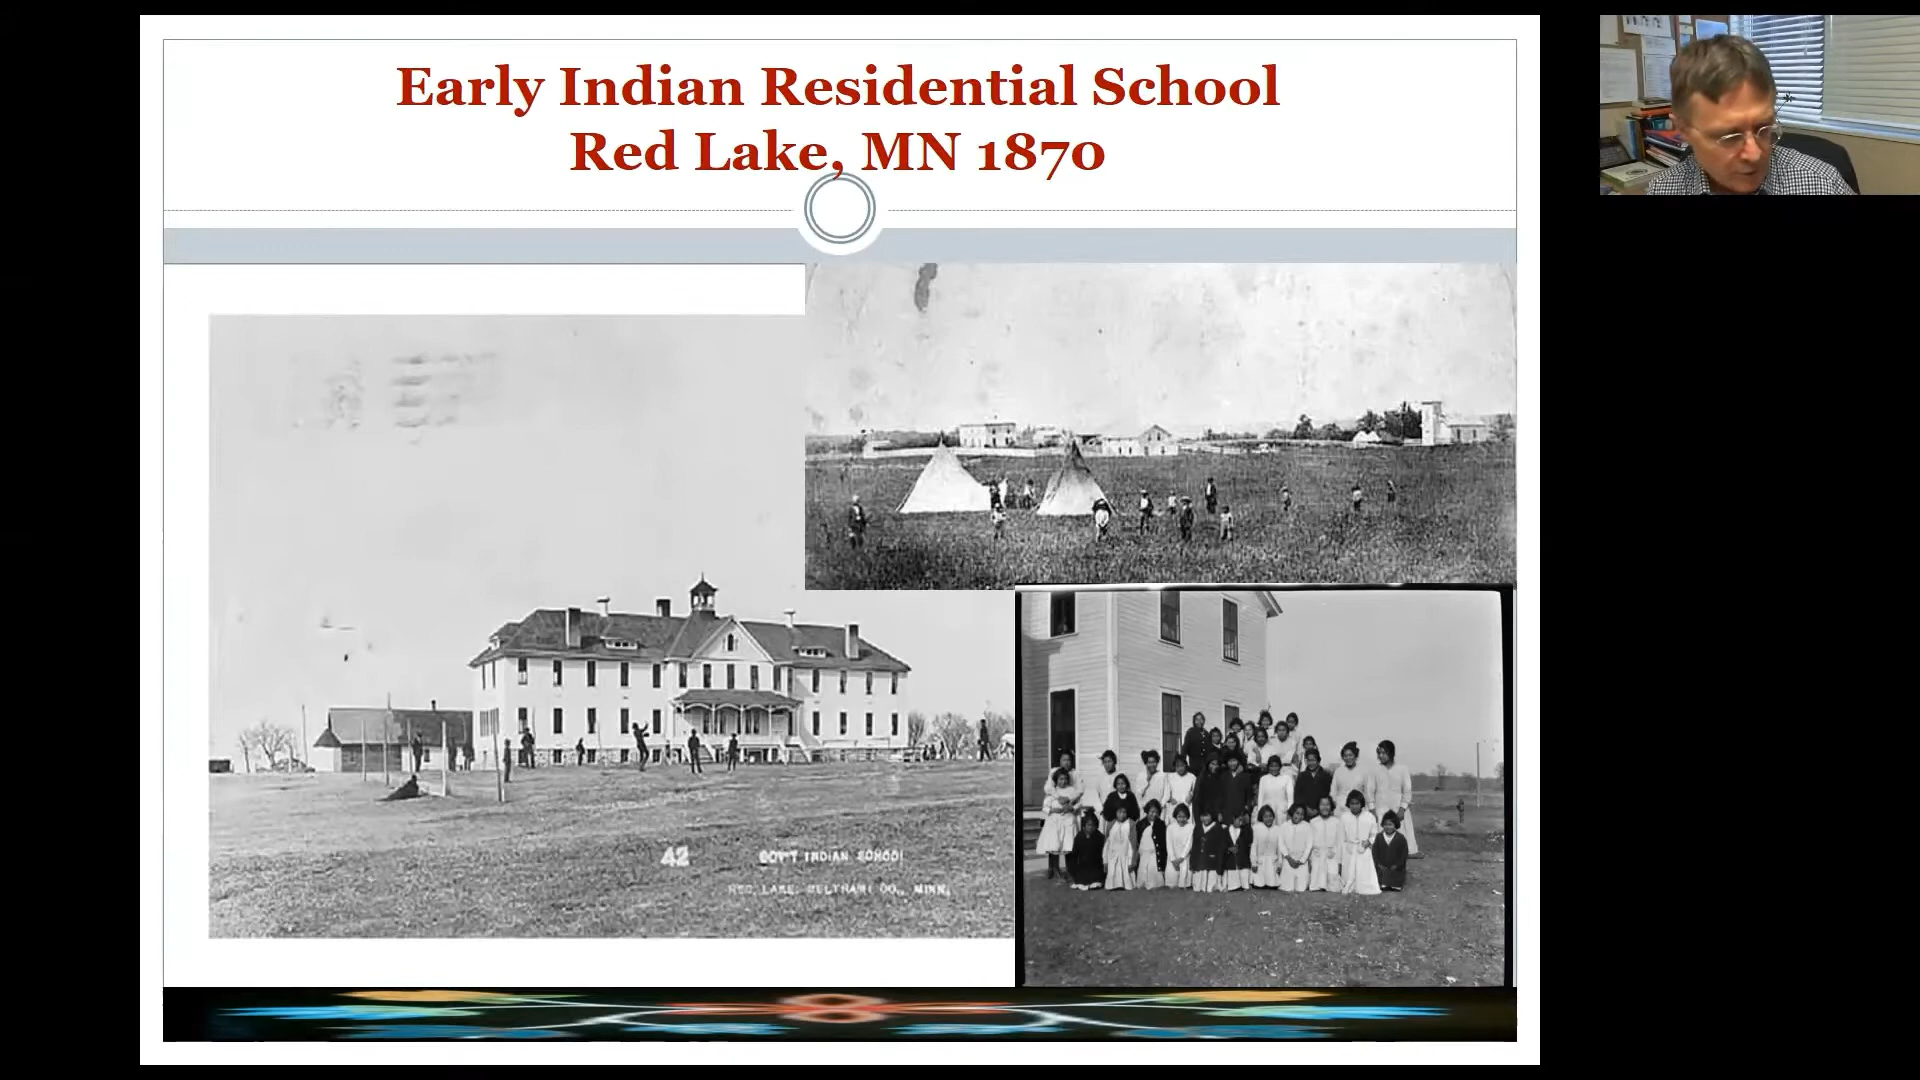 Early Indian Residential School
Red Lake, MN 1870
42 GOV'T INDIAN SCHOOL
RED LAKE, BELTRAMI CO., MINN.